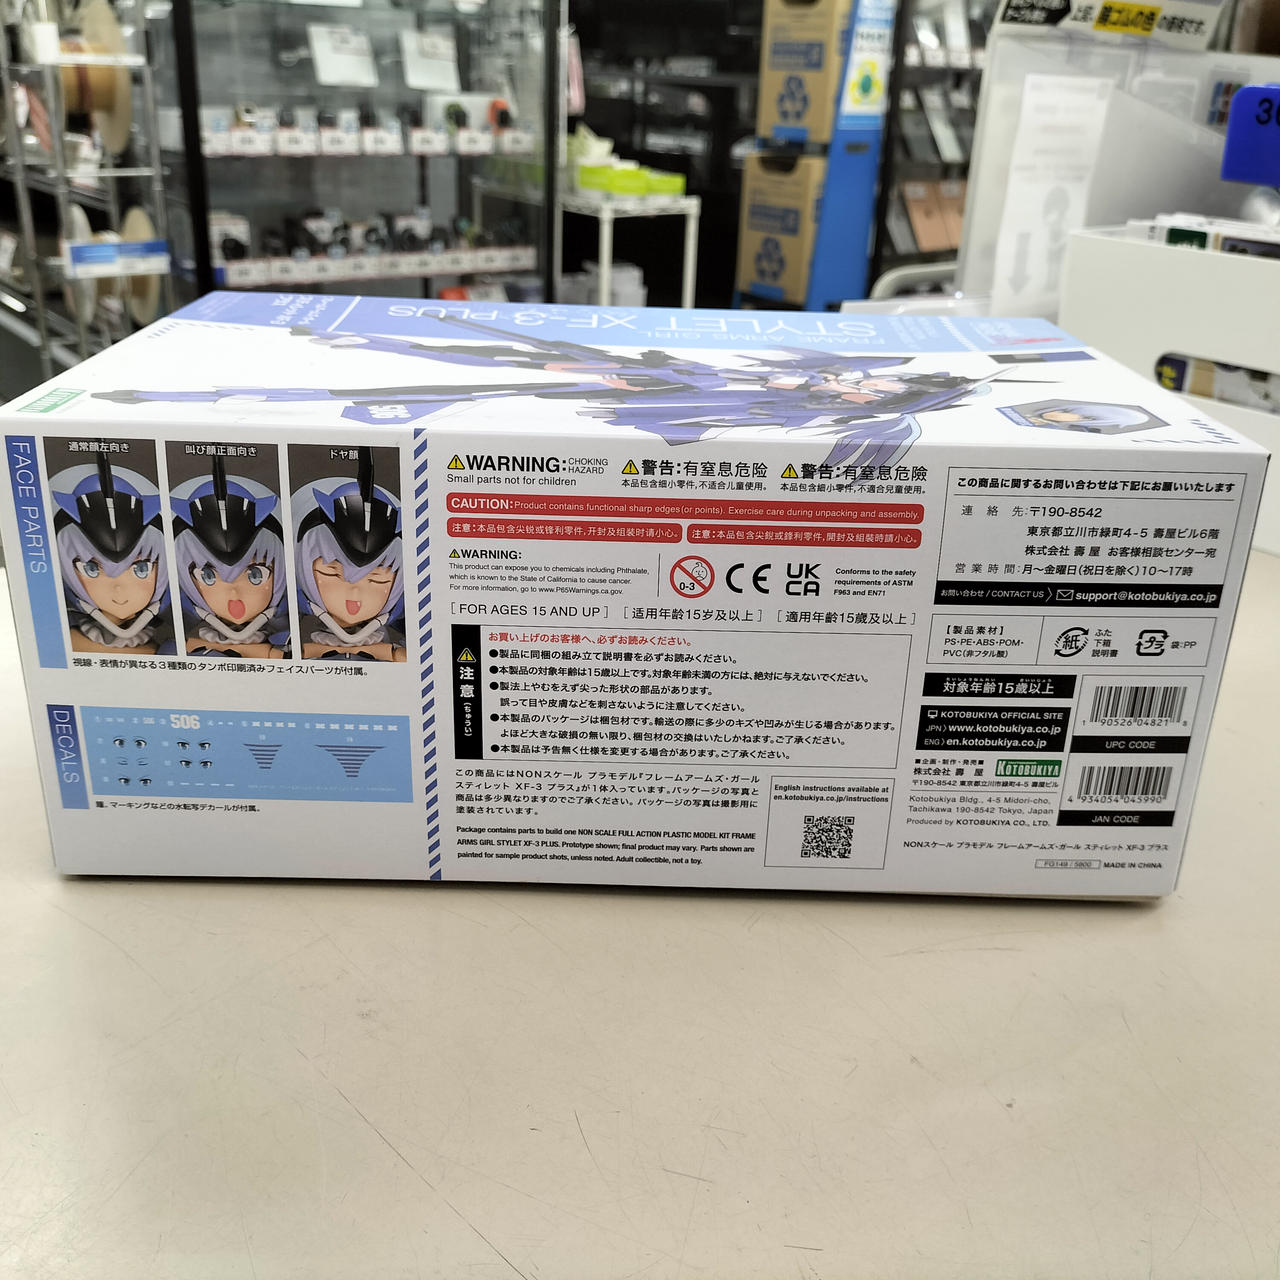 FRAME ARMS GIRL
STYLET XF-3 PLUS
FACE PARTS
通常顔左向き
叫び顔正面向き
ドヤ顔
視線・表情が異なる3種類のタンポ印刷済みフェイスパーツが付属。
DECALS
506
506
瞳、マーキングなどの水転写デカールが付属。
WARNING: CHOKING HAZARD
Small parts not for children
警告:有窒息危险
本品包含细小零件,不适合儿童使用。
警告:有窒息危險
本品包含細小零件,不適合兒童使用。
CAUTION: Product contains functional sharp edges (or points). Exercise care during unpacking and assembly.
注意:本品包含尖锐或锋利零件,开封及组装时请小心。
注意:本品包含尖銳或鋒利零件,開封及組裝時請小心。
WARNING:
This product can expose you to chemicals including Phthalate,
which is known to the State of California to cause cancer.
For more information, go to www.P65Warnings.ca.gov.
0-3
CE
UK
CA
Conforms to the safety
requirements of ASTM
F963 and EN71
[ FOR AGES 15 AND UP ]
[ 适用年龄15岁及以上 ]
[ 適用年齡15歲及以上 ]
注意(ちゅうい)
お買い上げのお客様へ、必ずお読みください。
●製品に同梱の組み立て説明書を必ずお読みください。
●本製品の対象年齢は15歳以上です。対象年齢未満の方には、絶対に与えないでください。
●製法上やむをえず尖った形状の部品があります。
誤って目や皮膚などを刺さないように注意してください。
●本製品のパッケージは梱包材です。輸送の際に多少のキズや凹みが生じる場合があります。
よほど大きな破損の無い限り、梱包材の交換はいたしかねます。ご了承ください。
●本製品は予告無く仕様を変更する場合があります。ご了承ください。
この商品にはNONスケール プラモデル『フレームアームズ・ガール
スティレット XF-3 プラス』が1体入っています。パッケージの写真と
商品は多少異なりますのでご了承ください。パッケージの写真は撮影用に
塗装されています。
Package contains parts to build one NON SCALE FULL ACTION PLASTIC MODEL KIT FRAME
ARMS GIRL STYLET XF-3 PLUS. Prototype shown; final product may vary. Parts shown are
painted for sample product shots, unless noted. Adult collectible, not a toy.
English instructions available at
en.kotobukiya.co.jp/instructions
この商品に関するお問い合わせは下記にお願いいたします
連絡先:〒190-8542
東京都立川市緑町4-5 壽屋ビル6階
株式会社 壽屋 お客様相談センター宛
営業時間:月〜金曜日(祝日を除く)10〜17時
お問い合わせ / CONTACT US
support@kotobukiya.co.jp
【製品素材】
PS・PE・ABS・POM・
PVC(非フタル酸)
紙
ふた
下箱
説明書
プラ
袋:PP
対象年齢15歳以上
KOTOBUKIYA OFFICIAL SITE
JPN www.kotobukiya.co.jp
ENG en.kotobukiya.co.jp
■企画・制作・発売■
株式会社 壽屋 KOTOBUKIYA
〒190-8542 東京都立川市緑町4-5 壽屋ビル
Kotobukiya Bldg., 4-5 Midori-cho,
Tachikawa 190-8542 Tokyo, Japan
Produced by KOTOBUKIYA CO., LTD.
1 90526 04821 8
UPC CODE
4 934054 045990
JAN CODE
NONスケール プラモデル フレームアームズ・ガール スティレット XF-3 プラス
FG149 / 5800
MADE IN CHINA